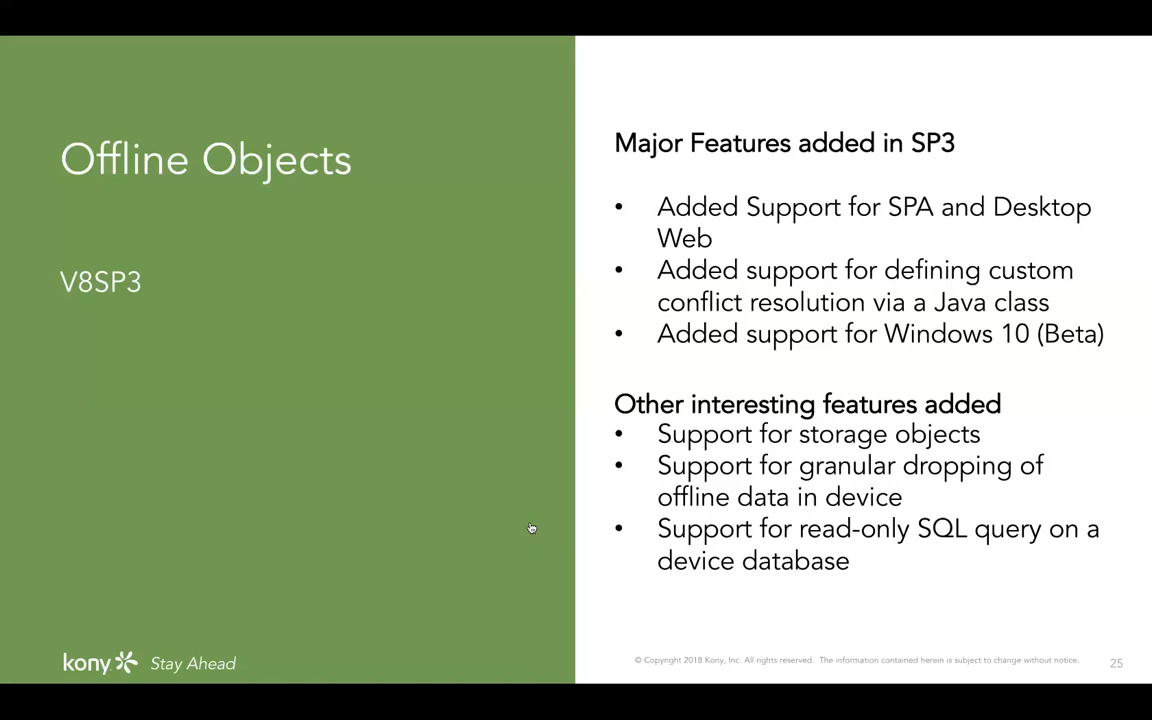 Offline Objects
V8SP3
kony Stay Ahead
Major Features added in SP3
• Added Support for SPA and Desktop
Web
• Added support for defining custom
conflict resolution via a Java class
• Added support for Windows 10 (Beta)
Other interesting features added
• Support for storage objects
• Support for granular dropping of
offline data in device
• Support for read-only SQL query on a
device database
© Copyright 2018 Kony, Inc. All rights reserved. The information contained herein is subject to change without notice.
25